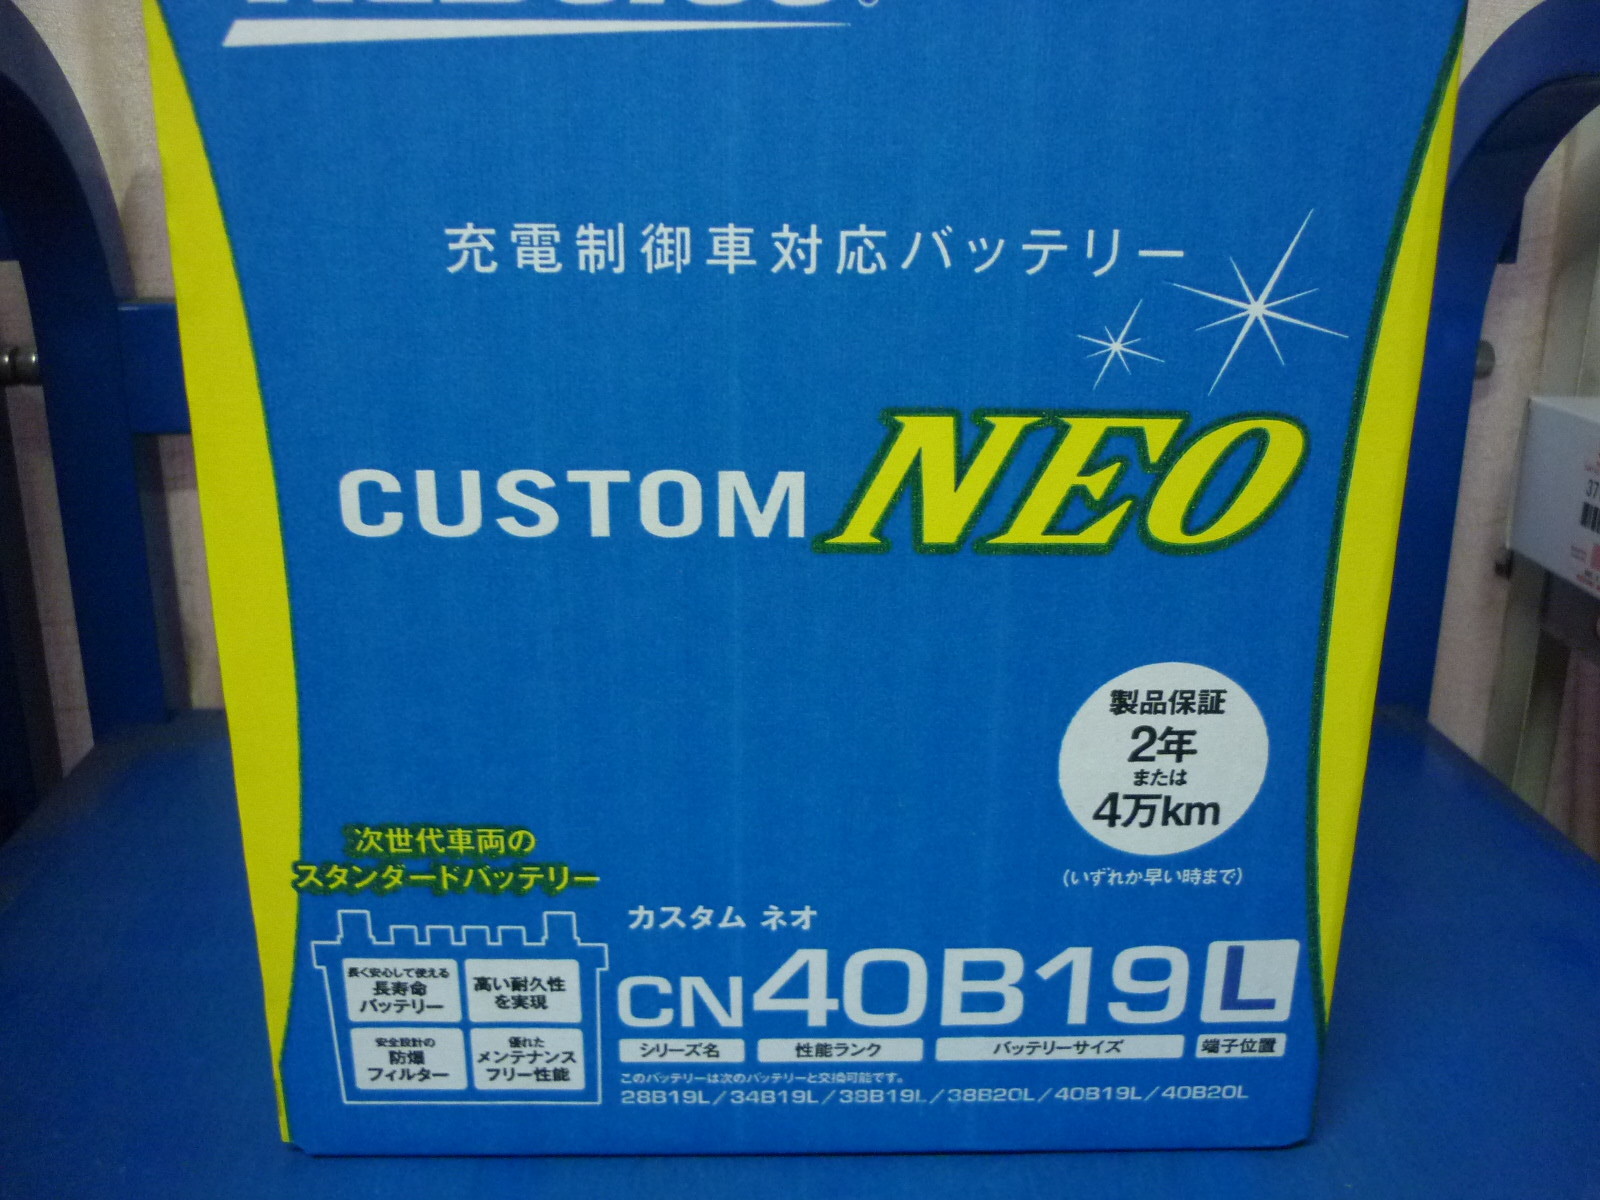 充電制御車対応バッテリー
CUSTOM NEO
製品保証
2年
または
4万km
(いずれか早い時まで)
次世代車両の
スタンダードバッテリー
長く安心して使える
長寿命
バッテリー
高い耐久性
を実現
安全設計の
防爆
フィルター
優れた
メンテナンス
フリー性能
カスタム ネオ
CN40B19L
シリーズ名 性能ランク バッテリーサイズ 端子位置
このバッテリーは次のバッテリーと交換可能です。
28B19L/34B19L/38B19L/38B20L/40B19L/40B20L
37